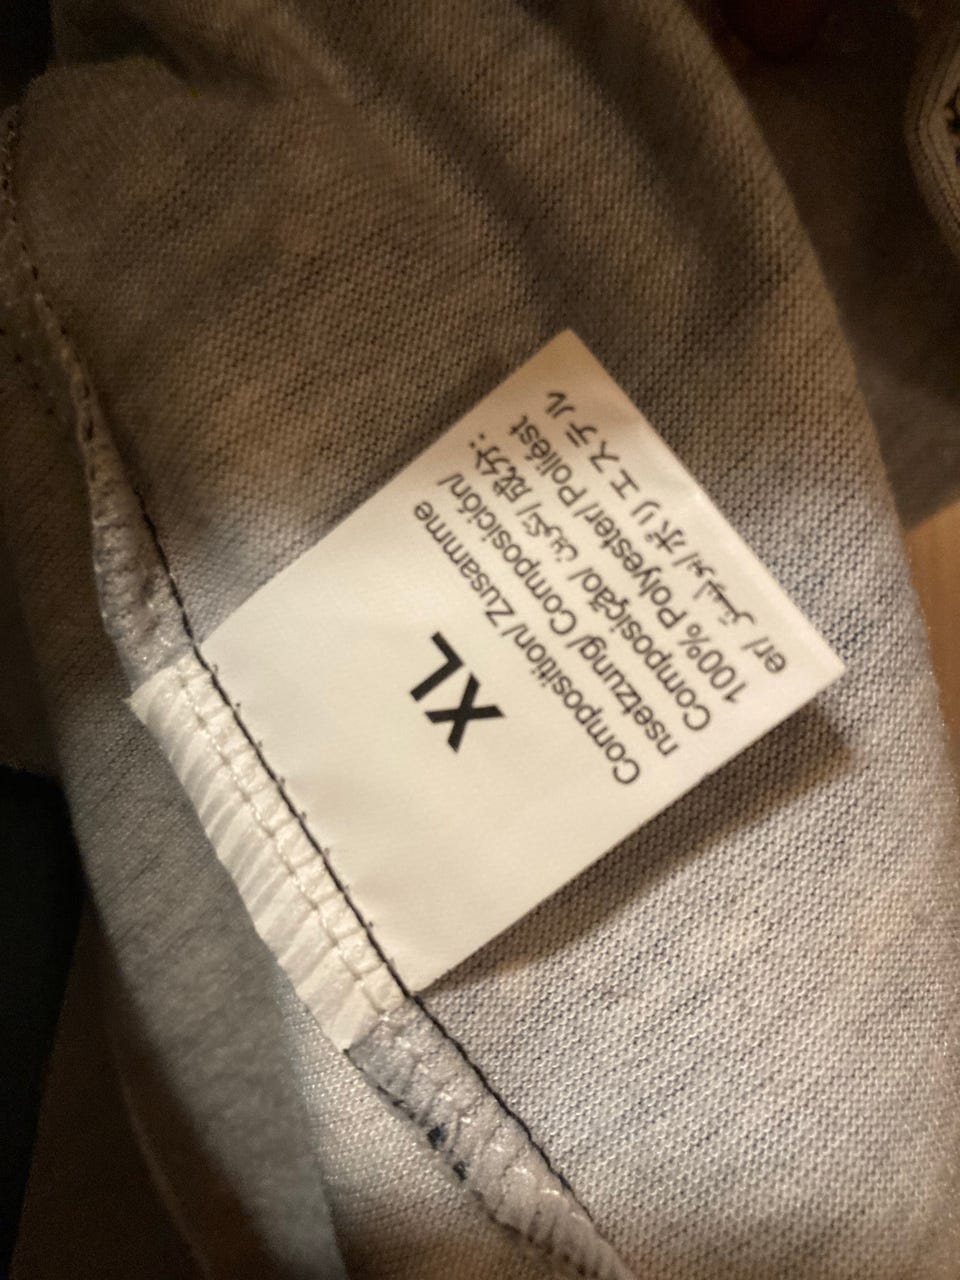 XL
Composition/ Zusamme
nsetzung/ Composición/
Composição/ تكوين/ 成分:
100% Polyester/ Poliést
er/ بوليستر/ポリエステル